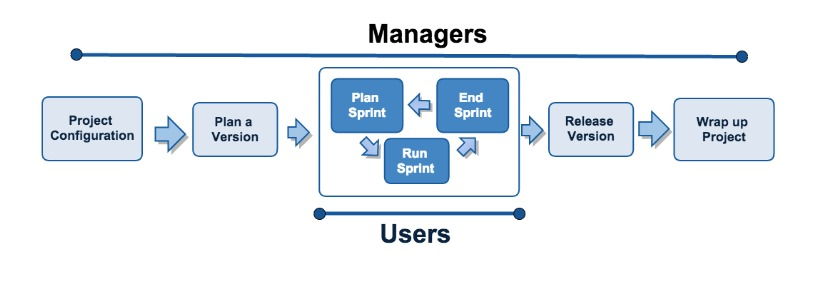 Managers
Project
Configuration
Plan a
Version
Plan
Sprint
End
Sprint
Run
Sprint
Release
Version
Wrap up
Project
Users